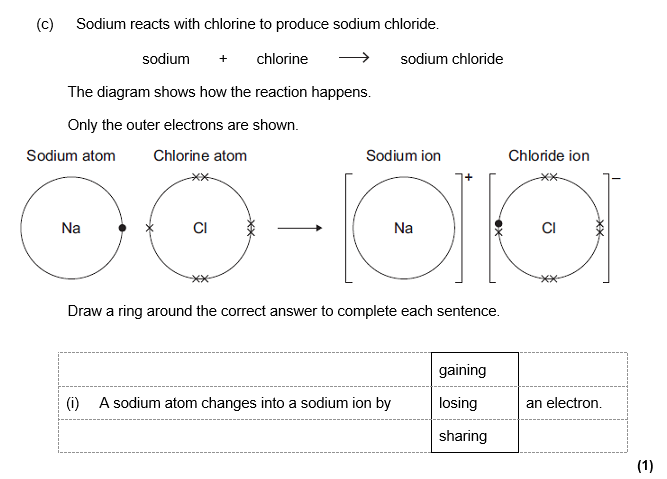 (c) Sodium reacts with chlorine to produce sodium chloride.
sodium + chlorine ⟶ sodium chloride
The diagram shows how the reaction happens.
Only the outer electrons are shown.
Sodium atom Chlorine atom Sodium ion Chloride ion
Na Cl Na + Cl –
Draw a ring around the correct answer to complete each sentence.
gaining
(i) A sodium atom changes into a sodium ion by losing an electron.
sharing
(1)